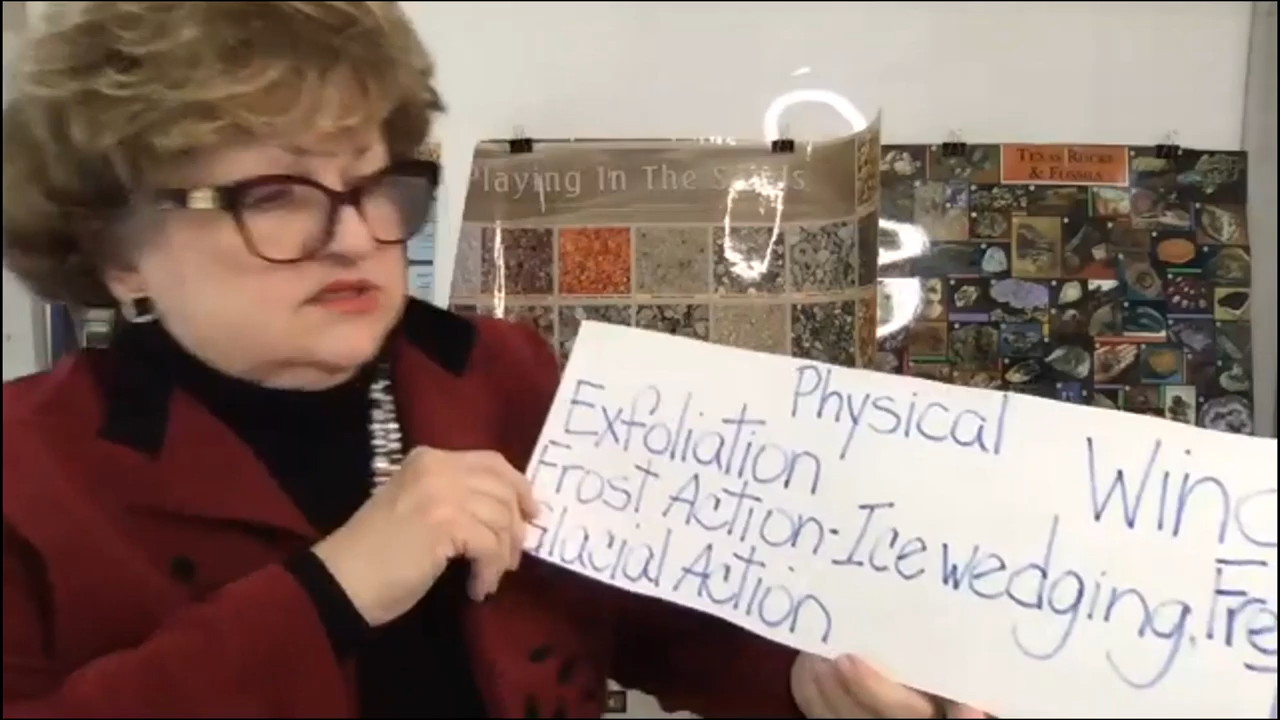 Playing In The Sands
TEXAS ROCKS
& FOSSILS
Physical
Exfoliation
Wind
Frost Action-Ice wedging, Fre
Glacial Action